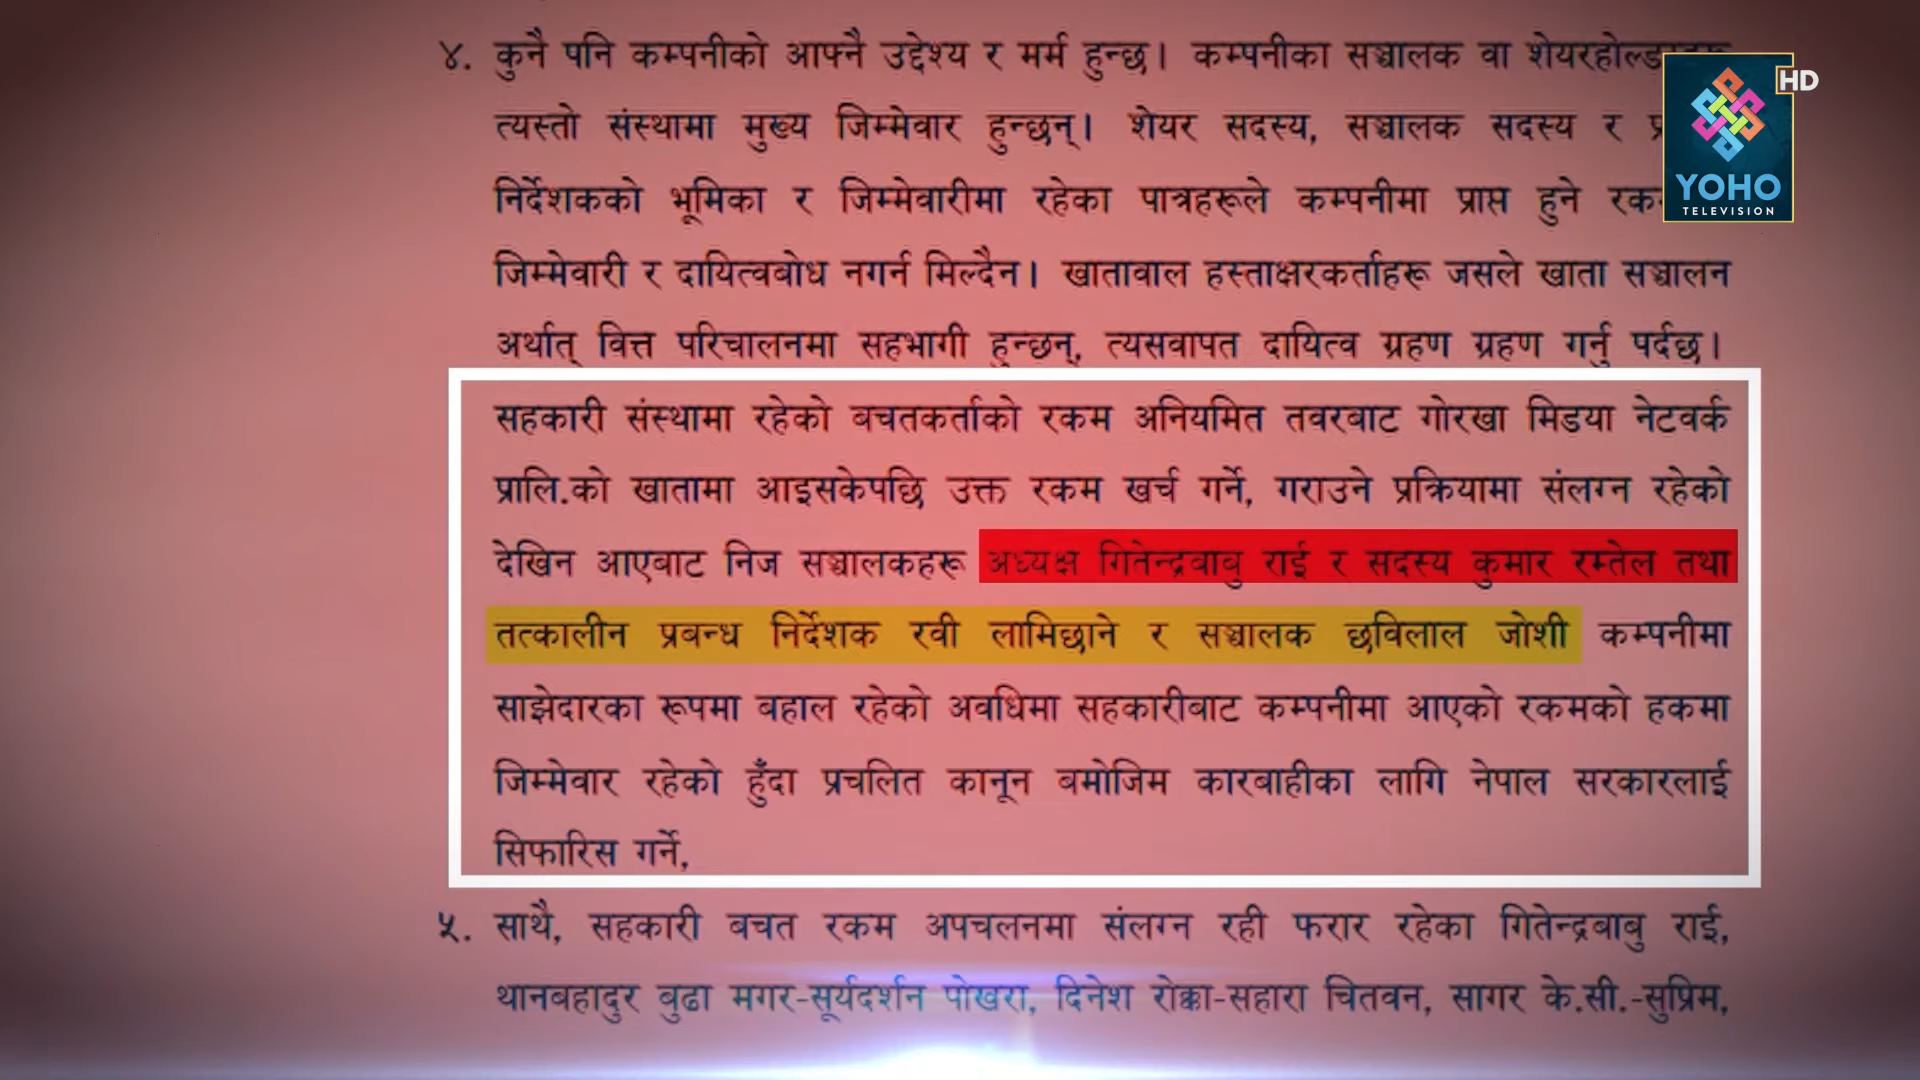 ४. कुनै पनि कम्पनीको आफ्नै उद्देश्य र मर्म हुन्छ। कम्पनीका सञ्चालक वा
त्यस्तो संस्थामा मुख्य जिम्मेवार हुन्छन्। शेयर सदस्य, सञ्चालक सदस्य र
निर्देशकको भूमिका र जिम्मेवारीमा रहेका पात्रहरूले कम्पनीमा प्राप्त हुने
जिम्मेवारी र दायित्वबोध नगर्न मिल्दैन। खातावाल हस्ताक्षरकर्ताहरू जसले खाता सञ्चालन
अर्थात् वित्त परिचालनमा सहभागी हुन्छन्, त्यसवापत दायित्व ग्रहण ग्रहण गर्नु पर्दछ।
सहकारी संस्थामा रहेको बचतकर्ताको रकम अनियमित तवरबाट गोरखा मिडया नेटवर्क
प्रालि.को खातामा आइसकेपछि उक्त रकम खर्च गर्ने, गराउने प्रक्रियामा संलग्न रहेको
देखिन आएबाट निज सञ्चालकहरू अध्यक्ष गितेन्द्रबाबु राई र सदस्य कुमार रम्तेल तथा
तत्कालीन प्रबन्ध निर्देशक रवी लामिछाने र सञ्चालक छविलाल जोशी कम्पनीमा
साझेदारका रूपमा बहाल रहेको अवधिमा सहकारीबाट कम्पनीमा आएको रकमको हकमा
जिम्मेवार रहेको हुँदा प्रचलित कानून बमोजिम कारबाहीका लागि नेपाल सरकारलाई
सिफारिस गर्ने,
५. साथै, सहकारी बचत रकम अपचलनमा संलग्न रही फरार रहेका गितेन्द्रबाबु राई,
थानबहादुर बुढा मगर-सूर्यदर्शन पोखरा, दिनेश रोक्का-सहारा चितवन, सागर के.सी.-सुप्रिम,
HD
YOHO
TELEVISION